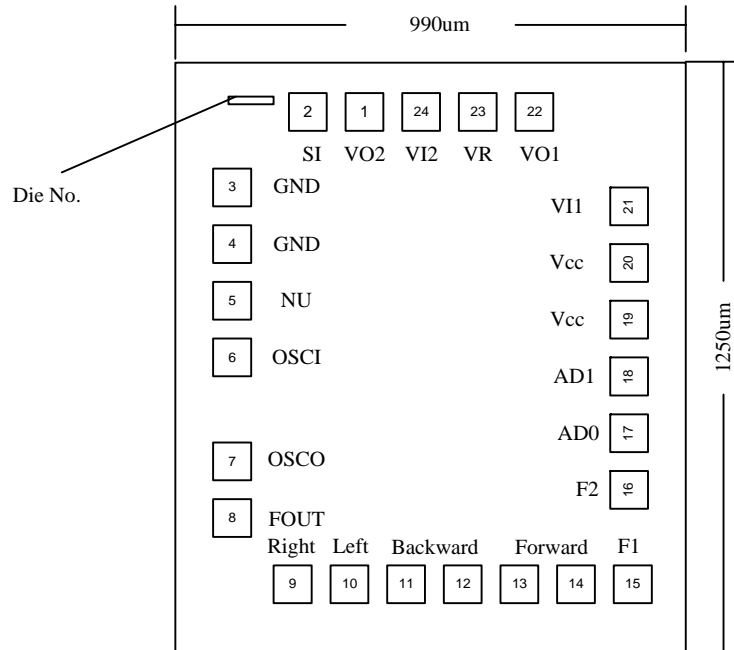 990um
2 1 24 23 22
SI VO2 VI2 VR VO1
Die No.
3 GND
VI1 21
4 GND
Vcc 20
5 NU
Vcc 19
6 OSCI
AD1 18
1250um
7 OSCO
AD0 17
F2 16
8 FOUT
Right Left Backward Forward F1
9 10 11 12 13 14 15